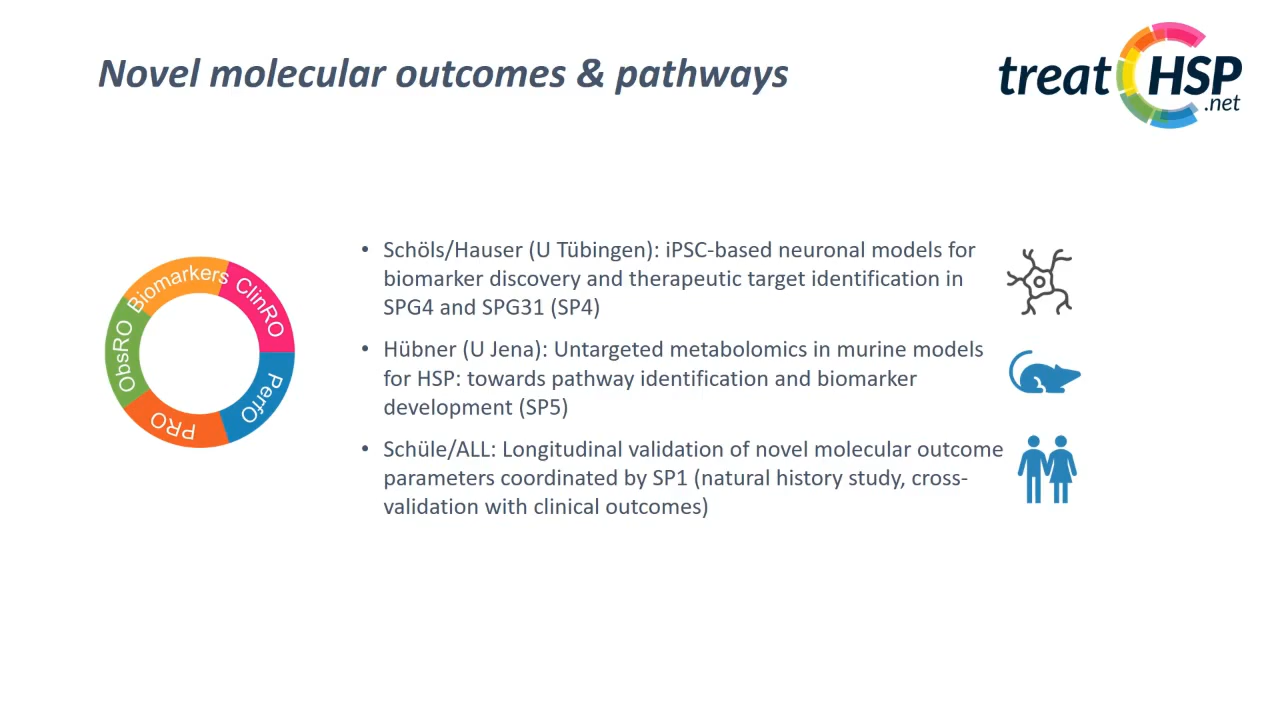 Novel molecular outcomes & pathways
treat HSP
.net
Biomarkers
ClinRO
PerfO
PRO
ObsRO
• Schöls/Hauser (U Tübingen): iPSC-based neuronal models for
biomarker discovery and therapeutic target identification in
SPG4 and SPG31 (SP4)
• Hübner (U Jena): Untargeted metabolomics in murine models
for HSP: towards pathway identification and biomarker
development (SP5)
• Schüle/ALL: Longitudinal validation of novel molecular outcome
parameters coordinated by SP1 (natural history study, cross-
validation with clinical outcomes)